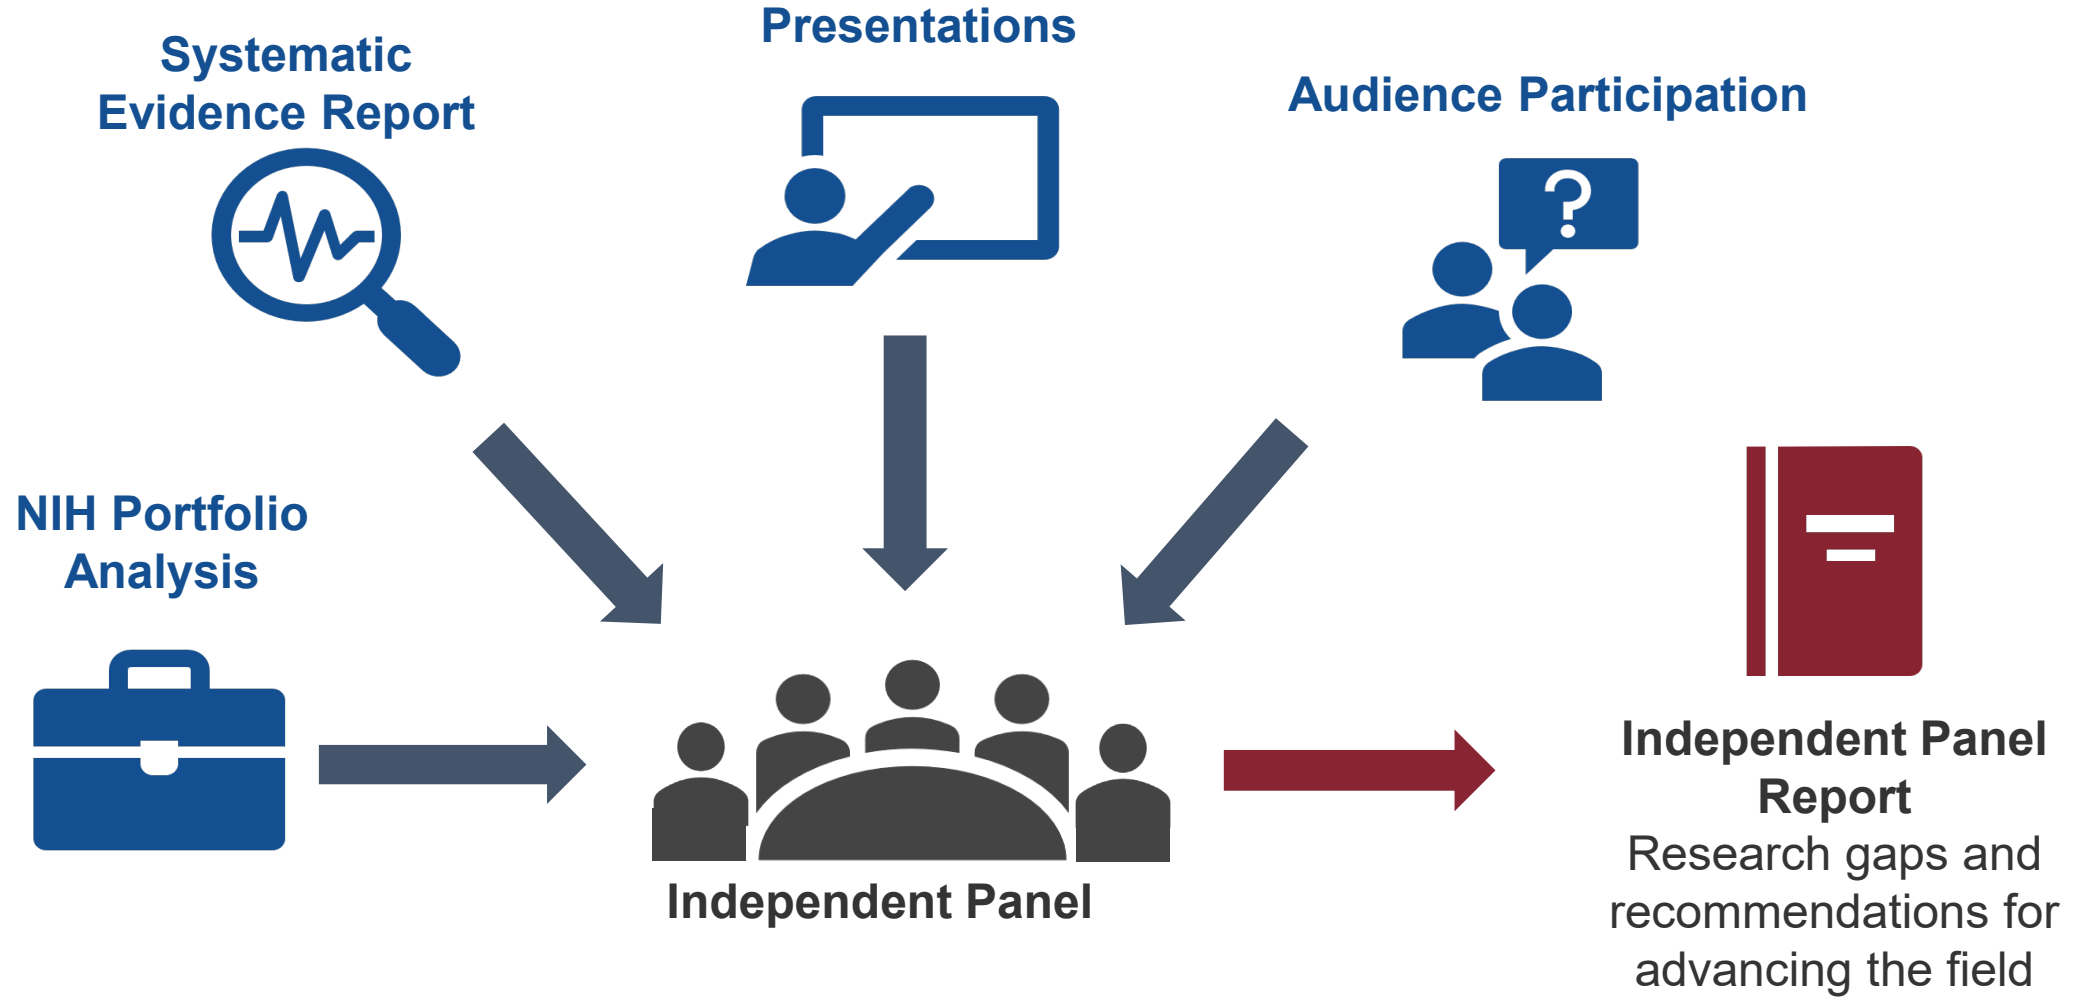 Presentations
Systematic
Evidence Report
Audience Participation
?
NIH Portfolio
Analysis
Independent Panel
Independent Panel
Report
Research gaps and
recommendations for
advancing the field